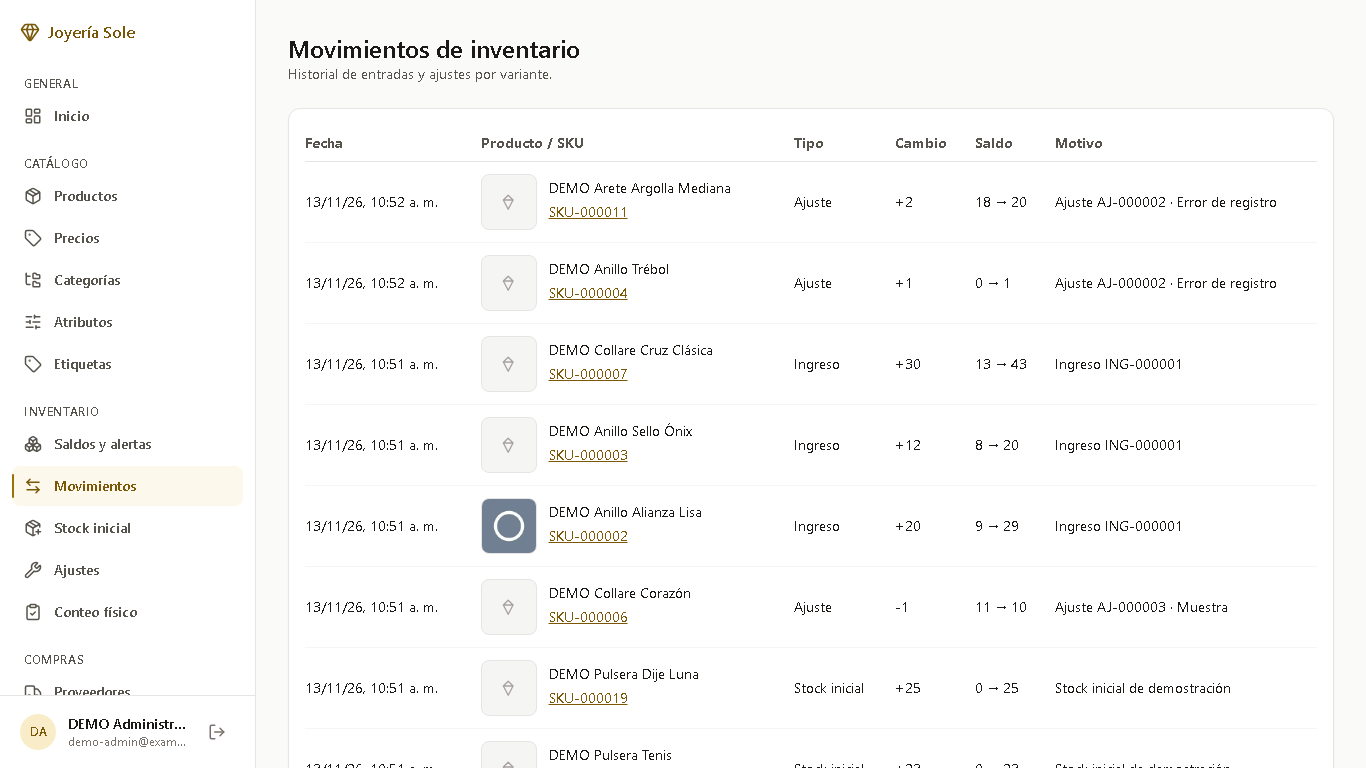 Joyería Sole
GENERAL
Inicio
CATÁLOGO
Productos
Precios
Categorías
Atributos
Etiquetas
INVENTARIO
Saldos y alertas
Movimientos
Stock inicial
Ajustes
Conteo físico
COMPRAS
Proveedores
DA
DEMO Administr...
demo-admin@exam...
Movimientos de inventario
Historial de entradas y ajustes por variante.
Fecha Producto / SKU Tipo Cambio Saldo Motivo
13/11/26, 10:52 a. m. DEMO Arete Argolla Mediana SKU-000011 Ajuste +2 18 → 20 Ajuste AJ-000002 · Error de registro
13/11/26, 10:52 a. m. DEMO Anillo Trébol SKU-000004 Ajuste +1 0 → 1 Ajuste AJ-000002 · Error de registro
13/11/26, 10:51 a. m. DEMO Collare Cruz Clásica SKU-000007 Ingreso +30 13 → 43 Ingreso ING-000001
13/11/26, 10:51 a. m. DEMO Anillo Sello Ónix SKU-000003 Ingreso +12 8 → 20 Ingreso ING-000001
13/11/26, 10:51 a. m. DEMO Anillo Alianza Lisa SKU-000002 Ingreso +20 9 → 29 Ingreso ING-000001
13/11/26, 10:51 a. m. DEMO Collare Corazón SKU-000006 Ajuste -1 11 → 10 Ajuste AJ-000003 · Muestra
13/11/26, 10:51 a. m. DEMO Pulsera Dije Luna SKU-000019 Stock inicial +25 0 → 25 Stock inicial de demostración
DEMO Pulsera Tenis